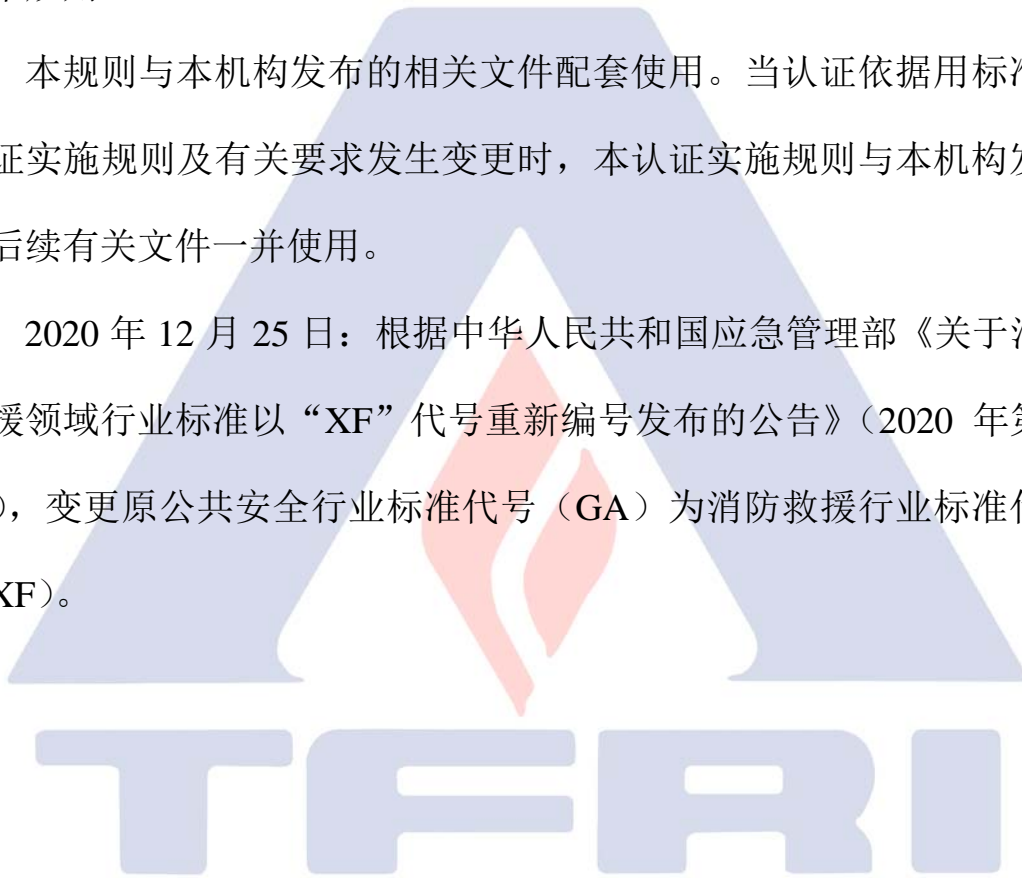 本规则与本机构发布的相关文件配套使用。当认证依据用标准
证实施规则及有关要求发生变更时，本认证实施规则与本机构发
后续有关文件一并使用。
2020 年 12 月 25 日：根据中华人民共和国应急管理部《关于
援领域行业标准以“XF”代号重新编号发布的公告》（2020 年第
），变更原公共安全行业标准代号（GA）为消防救援行业标准代
XF）。
TFRI